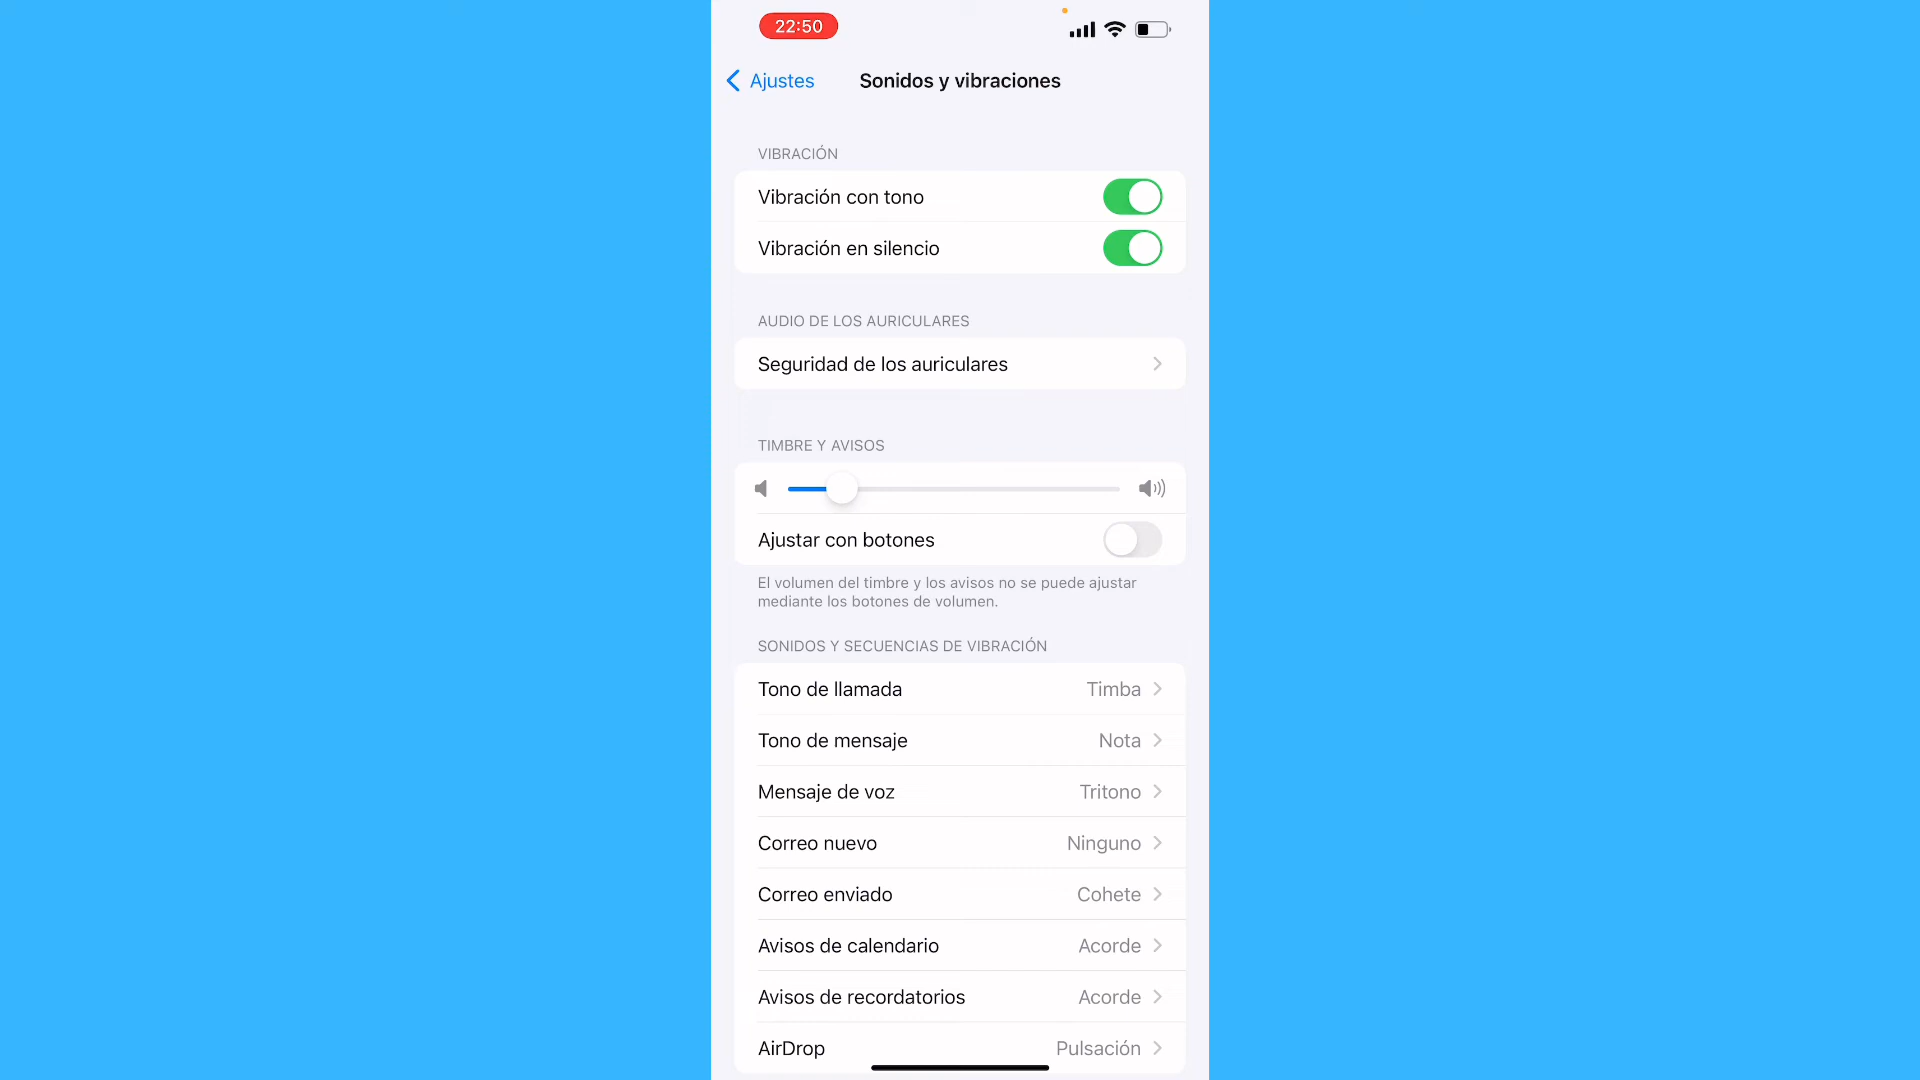 22:50
Ajustes
Sonidos y vibraciones
VIBRACIÓN
Vibración con tono
Vibración en silencio
AUDIO DE LOS AURICULARES
Seguridad de los auriculares
TIMBRE Y AVISOS
Ajustar con botones
El volumen del timbre y los avisos no se puede ajustar
mediante los botones de volumen.
SONIDOS Y SECUENCIAS DE VIBRACIÓN
Tono de llamada Timba
Tono de mensaje Nota
Mensaje de voz Tritono
Correo nuevo Ninguno
Correo enviado Cohete
Avisos de calendario Acorde
Avisos de recordatorios Acorde
AirDrop Pulsación